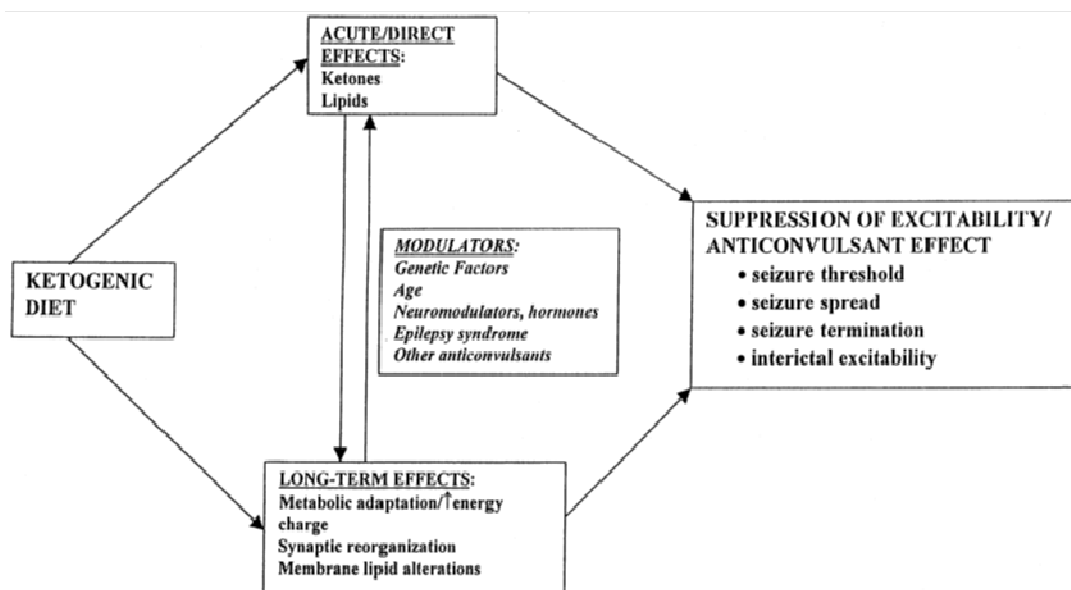 ACUTE/DIRECT
EFFECTS:
Ketones
Lipids
KETOGENIC
DIET
MODULATORS:
Genetic Factors
Age
Neuromodulators, hormones
Epilepsy syndrome
Other anticonvulsants
SUPPRESSION OF EXCITABILITY/
ANTICONVULSANT EFFECT
• seizure threshold
• seizure spread
• seizure termination
• interictal excitability
LONG-TERM EFFECTS:
Metabolic adaptation/↑energy
charge
Synaptic reorganization
Membrane lipid alterations